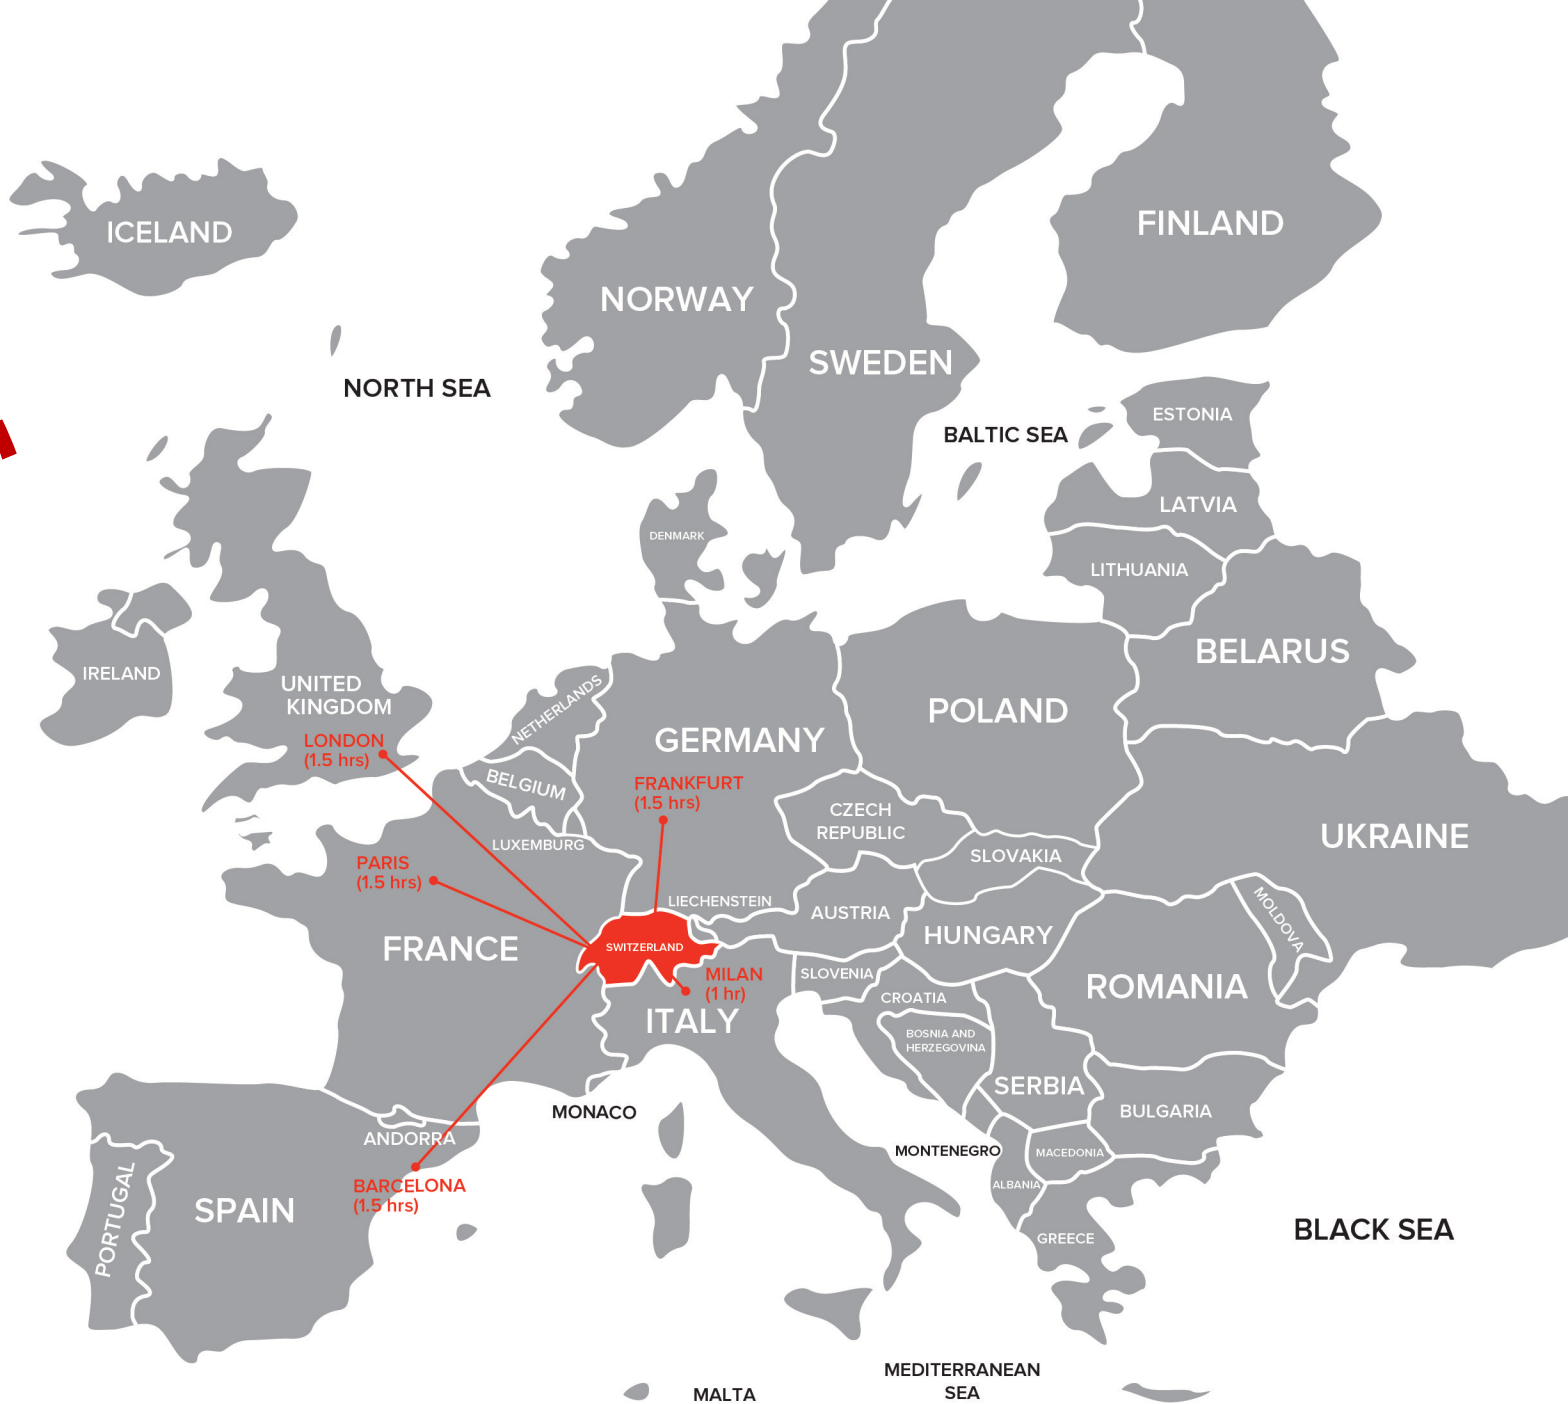 ICELAND
FINLAND
NORWAY
SWEDEN
NORTH SEA
ESTONIA
BALTIC SEA
LATVIA
DENMARK
LITHUANIA
BELARUS
IRELAND
UNITED
KINGDOM
NETHERLANDS
POLAND
GERMANY
LONDON
(1.5 hrs)
BELGIUM
FRANKFURT
(1.5 hrs)
CZECH
REPUBLIC
UKRAINE
LUXEMBURG
SLOVAKIA
PARIS
(1.5 hrs)
LIECHENSTEIN
AUSTRIA
MOLDOVA
HUNGARY
FRANCE
SWITZERLAND
MILAN
(1 hr)
SLOVENIA
ROMANIA
CROATIA
ITALY
BOSNIA AND
HERZEGOVINA
SERBIA
MONACO
BULGARIA
ANDORRA
MONTENEGRO
MACEDONIA
BARCELONA
(1.5 hrs)
ALBANIA
PORTUGAL
SPAIN
GREECE
BLACK SEA
MEDITERRANEAN
SEA
MALTA